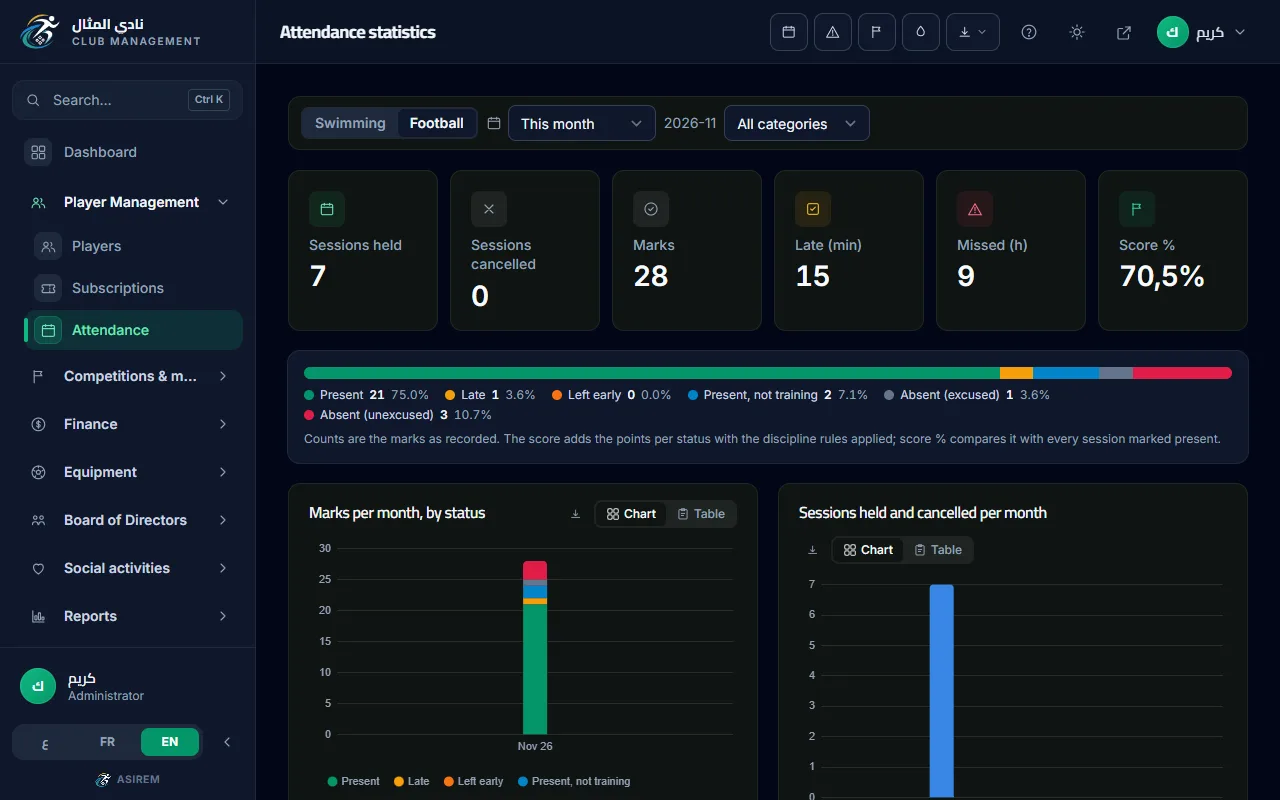 نادي المثال
CLUB MANAGEMENT
Search...
Ctrl K
Dashboard
Player Management
Players
Subscriptions
Attendance
Competitions & m...
Finance
Equipment
Board of Directors
Social activities
Reports
ك
كريم
Administrator
ع
FR
EN
ASIREM
Attendance statistics
ك
كريم
Swimming
Football
This month
2026-11
All categories
Sessions held
7
Sessions
cancelled
0
Marks
28
Late (min)
15
Missed (h)
9
Score %
70,5%
Present 21 75.0%
Late 1 3.6%
Left early 0 0.0%
Present, not training 2 7.1%
Absent (excused) 1 3.6%
Absent (unexcused) 3 10.7%
Counts are the marks as recorded. The score adds the points per status with the discipline rules applied; score % compares it with every session marked present.
Marks per month, by status
Chart
Table
30
25
20
15
10
5
0
Nov 26
Present
Late
Left early
Present, not training
Sessions held and cancelled per month
Chart
Table
7
6
5
4
3
2
1
0